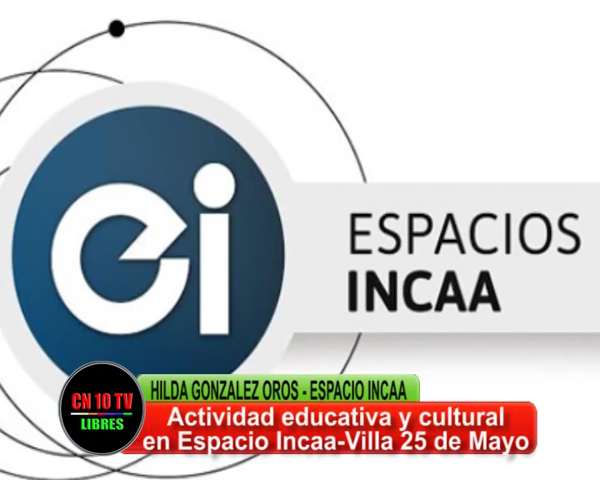 ei
ESPACIOS
INCAA
CN 10 TV
LIBRES
HILDA GONZALEZ OROS - ESPACIO INCAA
Actividad educativa y cultural
en Espacio Incaa-Villa 25 de Mayo